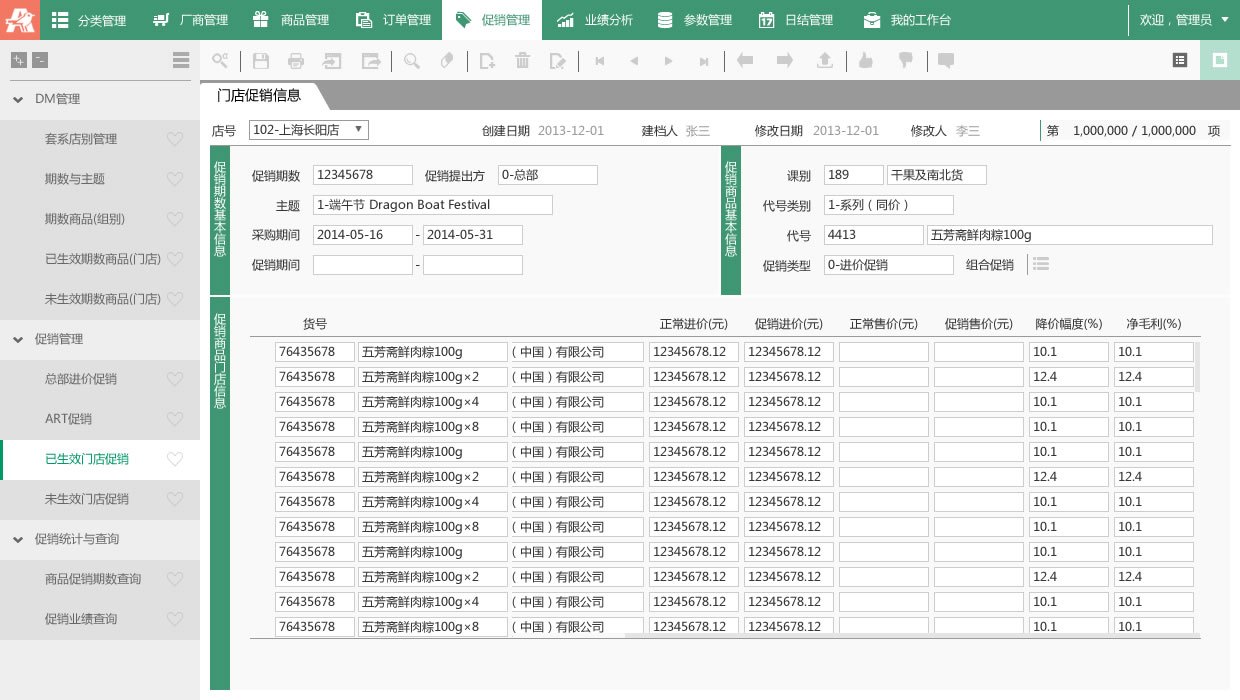 分类管理 厂商管理 商品管理 订单管理 促销管理 业绩分析 参数管理 日结管理 我的工作台 欢迎，管理员
DM管理
套系店别管理
期数与主题
期数商品(组别)
已生效期数商品(门店)
未生效期数商品(门店)
促销管理
总部进价促销
ART促销
已生效门店促销
未生效门店促销
促销统计与查询
商品促销期数查询
促销业绩查询
门店促销信息
店号 102-上海长阳店 创建日期 2013-12-01 建档人 张三 修改日期 2013-12-01 修改人 李三 第 1,000,000 / 1,000,000 项
促销期数基本信息
促销期数 12345678 促销提出方 0-总部
主题 1-端午节 Dragon Boat Festival
采购期间 2014-05-16 - 2014-05-31
促销期间 -
促销商品基本信息
课别 189 干果及南北货
代号类别 1-系列（同价）
代号 4413 五芳斋鲜肉粽100g
促销类型 0-进价促销 组合促销
促销商品门店信息
货号 正常进价(元) 促销进价(元) 正常售价(元) 促销售价(元) 降价幅度(%) 净毛利(%)
76435678 五芳斋鲜肉粽100g （中国）有限公司 12345678.12 12345678.12 10.1 10.1
76435678 五芳斋鲜肉粽100g×2 （中国）有限公司 12345678.12 12345678.12 12.4 12.4
76435678 五芳斋鲜肉粽100g×4 （中国）有限公司 12345678.12 12345678.12 10.1 10.1
76435678 五芳斋鲜肉粽100g×8 （中国）有限公司 12345678.12 12345678.12 10.1 10.1
76435678 五芳斋鲜肉粽100g （中国）有限公司 12345678.12 12345678.12 10.1 10.1
76435678 五芳斋鲜肉粽100g×2 （中国）有限公司 12345678.12 12345678.12 12.4 12.4
76435678 五芳斋鲜肉粽100g×4 （中国）有限公司 12345678.12 12345678.12 10.1 10.1
76435678 五芳斋鲜肉粽100g×8 （中国）有限公司 12345678.12 12345678.12 10.1 10.1
76435678 五芳斋鲜肉粽100g （中国）有限公司 12345678.12 12345678.12 10.1 10.1
76435678 五芳斋鲜肉粽100g×2 （中国）有限公司 12345678.12 12345678.12 12.4 12.4
76435678 五芳斋鲜肉粽100g×4 （中国）有限公司 12345678.12 12345678.12 10.1 10.1
76435678 五芳斋鲜肉粽100g×8 （中国）有限公司 12345678.12 12345678.12 10.1 10.1